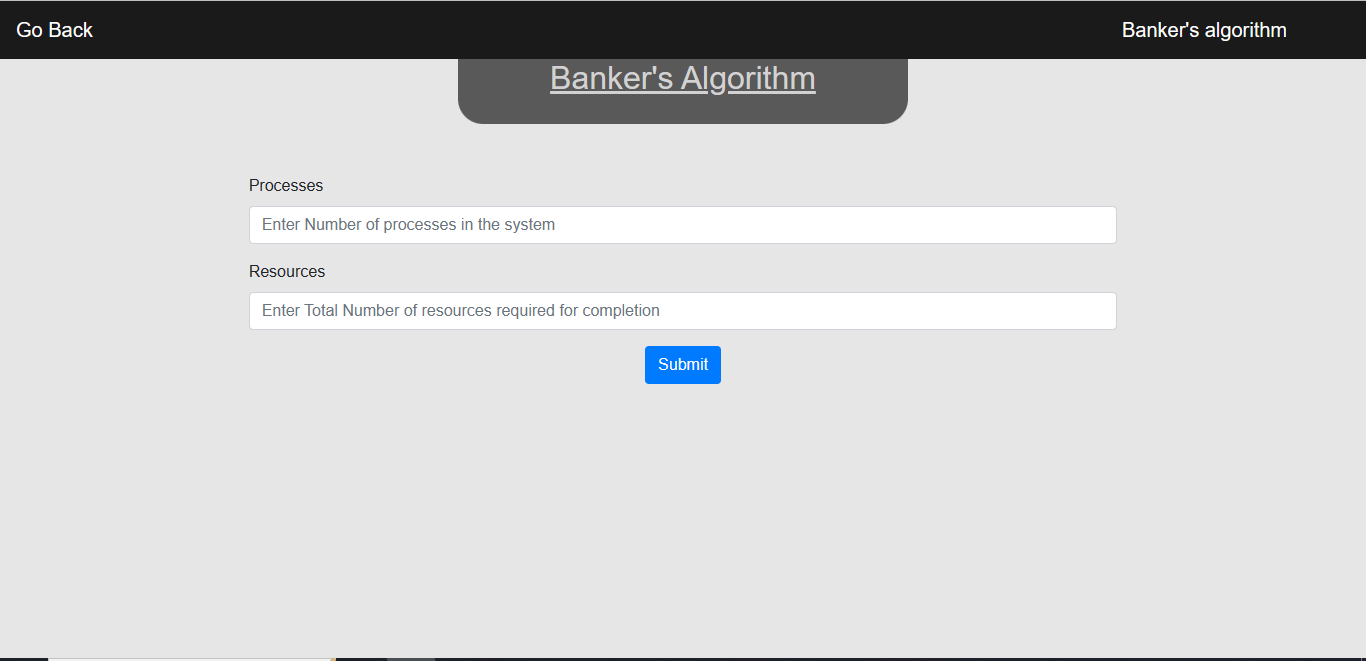 Go Back
Banker's algorithm
Banker's Algorithm
Processes
Enter Number of processes in the system
Resources
Enter Total Number of resources required for completion
Submit